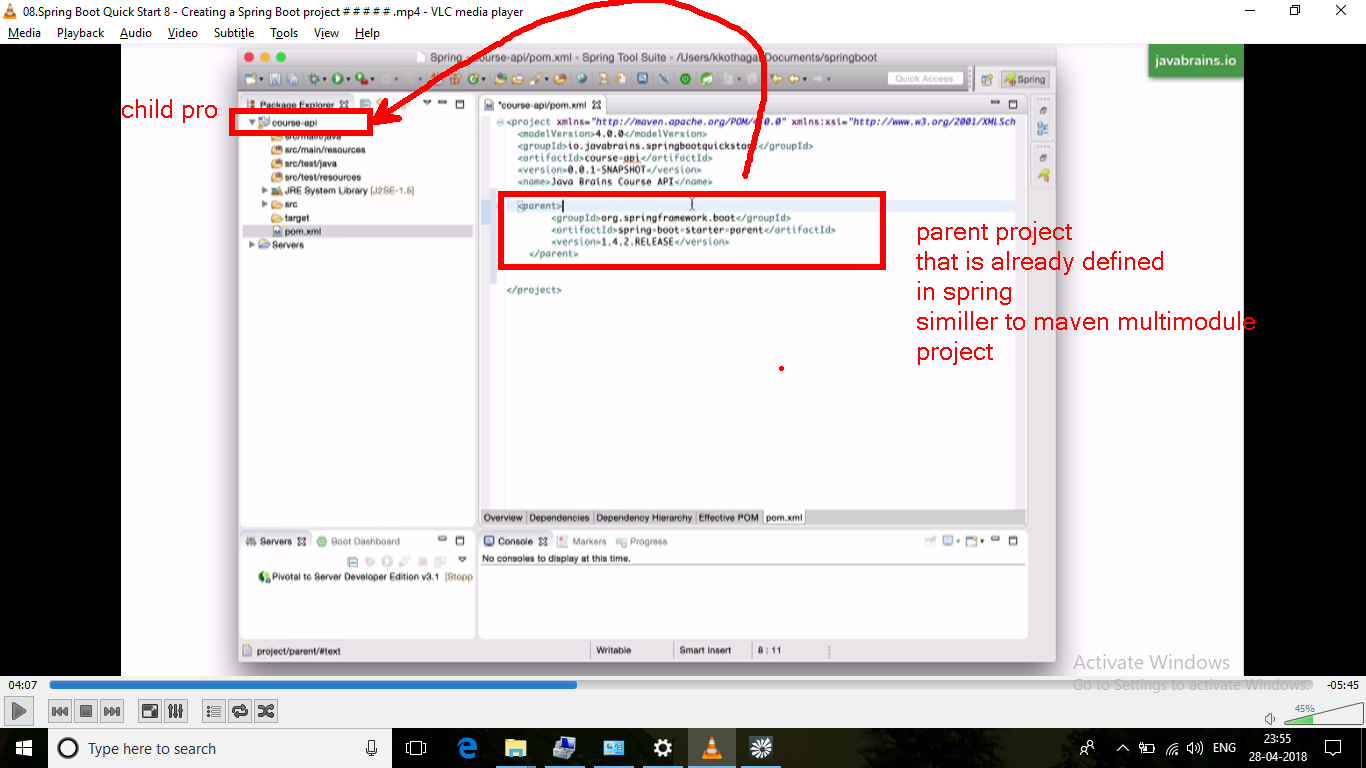 08.Spring Boot Quick Start 8 - Creating a Spring Boot project # # # # # .mp4 - VLC media player
Media Playback Audio Video Subtitle Tools View Help
javabrains.io
Spring - course-api/pom.xml - Spring Tool Suite - /Users/kkothaga Documents/springboot
Quick Access
Spring
child pro
Package Explorer
*course-api/pom.xml
course-api
src/main/java
src/main/resources
src/test/java
src/test/resources
JRE System Library [J2SE-1.5]
src
target
pom.xml
Servers
<project xmlns="http://maven.apache.org/POM/4.0.0" xmlns:xsi="http://www.w3.org/2001/XMLSch
<modelVersion>4.0.0</modelVersion>
<groupId>io.javabrains.springbootquickstart</groupId>
<artifactId>course-api</artifactId>
<version>0.0.1-SNAPSHOT</version>
<name>Java Brains Course API</name>
<parent>
<groupId>org.springframework.boot</groupId>
<artifactId>spring-boot-starter-parent</artifactId>
<version>1.4.2.RELEASE</version>
</parent>
</project>
parent project
that is already defined
in spring
similler to maven multimodule
project
Overview Dependencies Dependency Hierarchy Effective POM pom.xml
Servers Boot Dashboard
Console Markers Progress
No consoles to display at this time.
Pivotal tc Server Developer Edition v3.1 [Stopp
project/parent/#text
Writable
Smart Insert
8 : 11
Activate Windows
Go to Settings to activate Windows.
04:07
-05:45
45%
Type here to search
ENG
23:55
28-04-2018